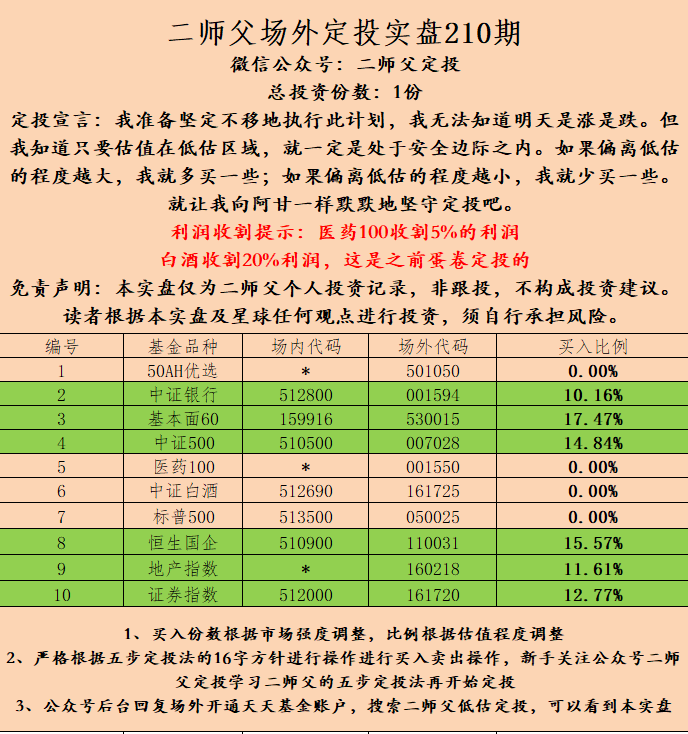 二师父场外定投实盘210期
微信公众号：二师父定投
总投资份数：1份
定投宣言：我准备坚定不移地执行此计划，我无法知道明天是涨是跌。但
我知道只要估值在低估区域，就一定是处于安全边际之内。如果偏离低估
的程度越大，我就多买一些；如果偏离低估的程度越小，我就少买一些。
就让我向阿甘一样默默地坚守定投吧。
利润收割提示：医药100收割5%的利润
白酒收割20%利润，这是之前蛋卷定投的
免责声明：本实盘仅为二师父个人投资记录，非跟投，不构成投资建议。
读者根据本实盘及星球任何观点进行投资，须自行承担风险。
编号 基金品种 场内代码 场外代码 买入比例
1 50AH优选 * 501050 0.00%
2 中证银行 512800 001594 10.16%
3 基本面60 159916 530015 17.47%
4 中证500 510500 007028 14.84%
5 医药100 * 001550 0.00%
6 中证白酒 512690 161725 0.00%
7 标普500 513500 050025 0.00%
8 恒生国企 510900 110031 15.57%
9 地产指数 * 160218 11.61%
10 证券指数 512000 161720 12.77%
1、买入份数根据市场强度调整，比例根据估值程度调整
2、严格根据五步定投法的16字方针进行操作进行买入卖出操作，新手关注公众号二师
父定投学习二师父的五步定投法再开始定投
3、公众号后台回复场外开通天天基金账户，搜索二师父低估定投，可以看到本实盘